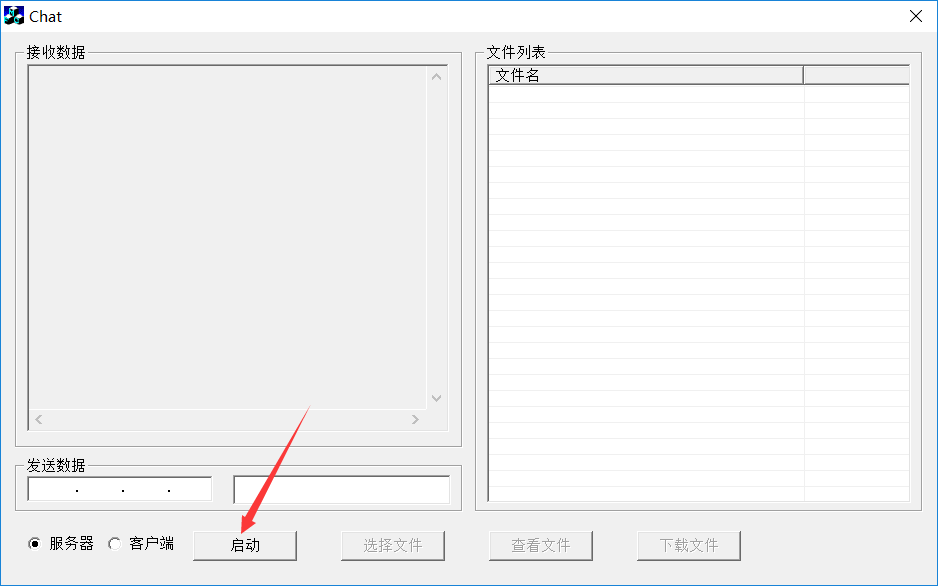 Chat
接收数据
文件列表
文件名
发送数据
. . .
服务器 客户端 启动 选择文件 查看文件 下载文件